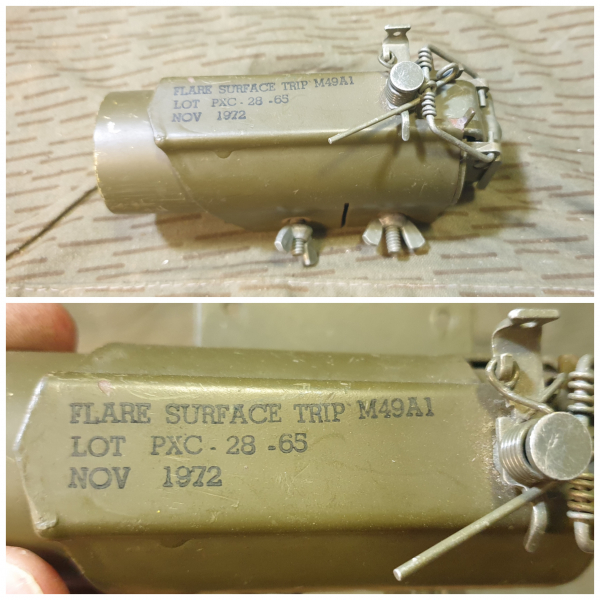 FLARE SURFACE TRIP M49A1
LOT PXC - 28 - 65
NOV 1972
FLARE SURFACE TRIP M49A1
LOT PXC - 28 - 65
NOV 1972